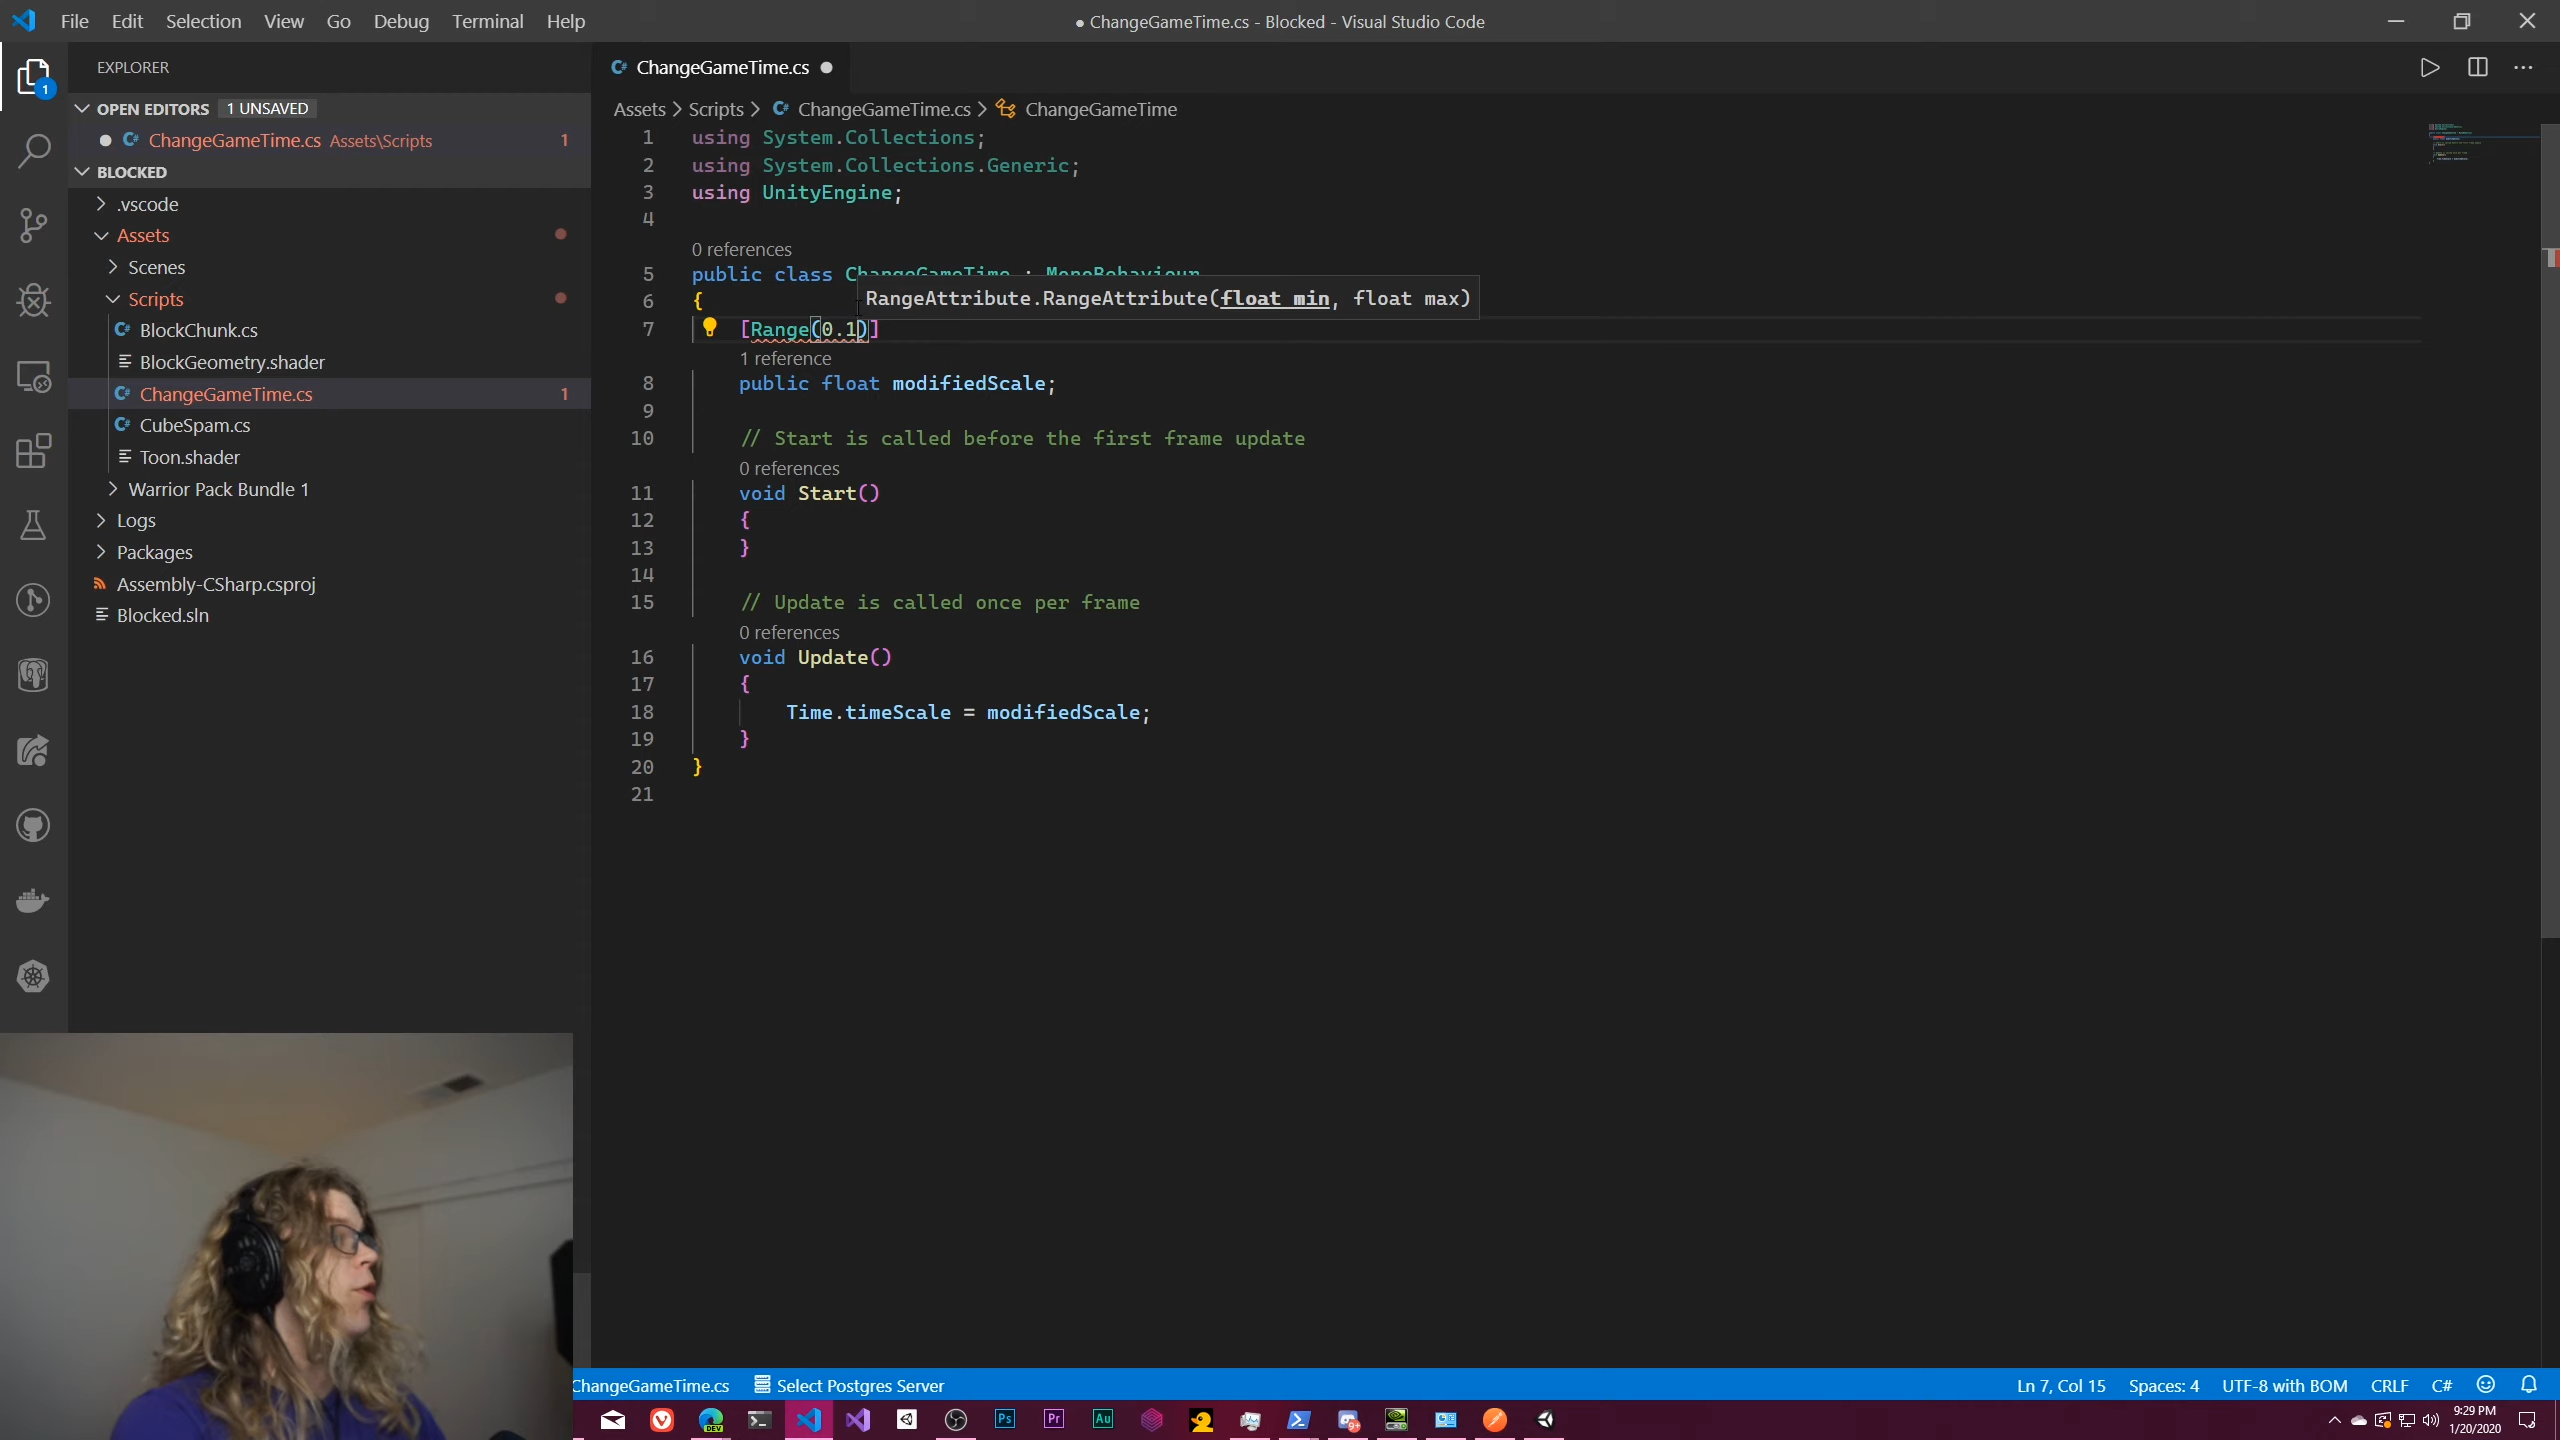 File Edit Selection View Go Debug Terminal Help
● ChangeGameTime.cs - Blocked - Visual Studio Code
EXPLORER
OPEN EDITORS 1 UNSAVED
ChangeGameTime.cs Assets\Scripts 1
BLOCKED
.vscode
Assets
Scenes
Scripts
BlockChunk.cs
BlockGeometry.shader
ChangeGameTime.cs 1
CubeSpam.cs
Toon.shader
Warrior Pack Bundle 1
Logs
Packages
Assembly-CSharp.csproj
Blocked.sln
1
ChangeGameTime.cs
Assets > Scripts > ChangeGameTime.cs > ChangeGameTime
1 using System.Collections;
2 using System.Collections.Generic;
3 using UnityEngine;
4
0 references
5 public class ChangeGameTime : MonoBehaviour
RangeAttribute.RangeAttribute(float min, float max)
6 {
7 [Range(0.1)]
1 reference
8 public float modifiedScale;
9
10 // Start is called before the first frame update
0 references
11 void Start()
12 {
13 }
14
15 // Update is called once per frame
0 references
16 void Update()
17 {
18 Time.timeScale = modifiedScale;
19 }
20 }
21
ChangeGameTime.cs Select Postgres Server
Ln 7, Col 15 Spaces: 4 UTF-8 with BOM CRLF C#
DEV
Ps
Pr
Au
9+
9:29 PM
1/20/2020